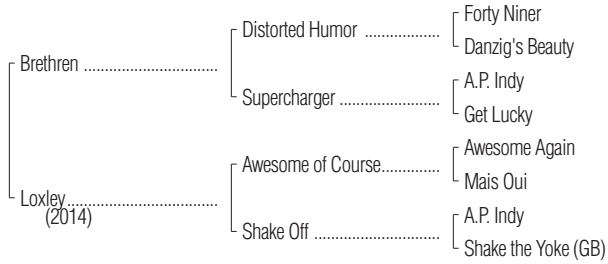 Forty Niner
Distorted Humor ..................
Danzig's Beauty
Brethren ................................
A.P. Indy
Supercharger ........................
Get Lucky
Awesome Again
Awesome of Course..............
Mais Oui
Loxley....................................
(2014)
A.P. Indy
Shake Off ..............................
Shake the Yoke (GB)